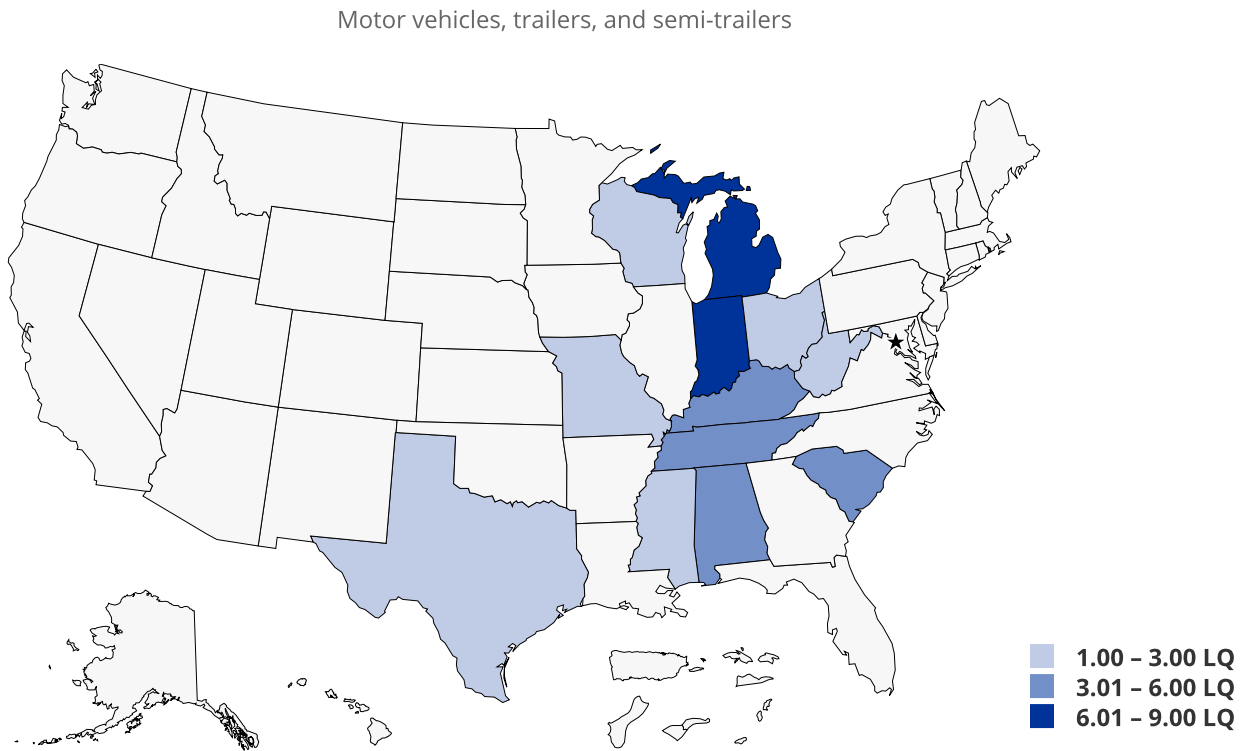 Motor vehicles, trailers, and semi-trailers
1.00 – 3.00 LQ
3.01 – 6.00 LQ
6.01 – 9.00 LQ